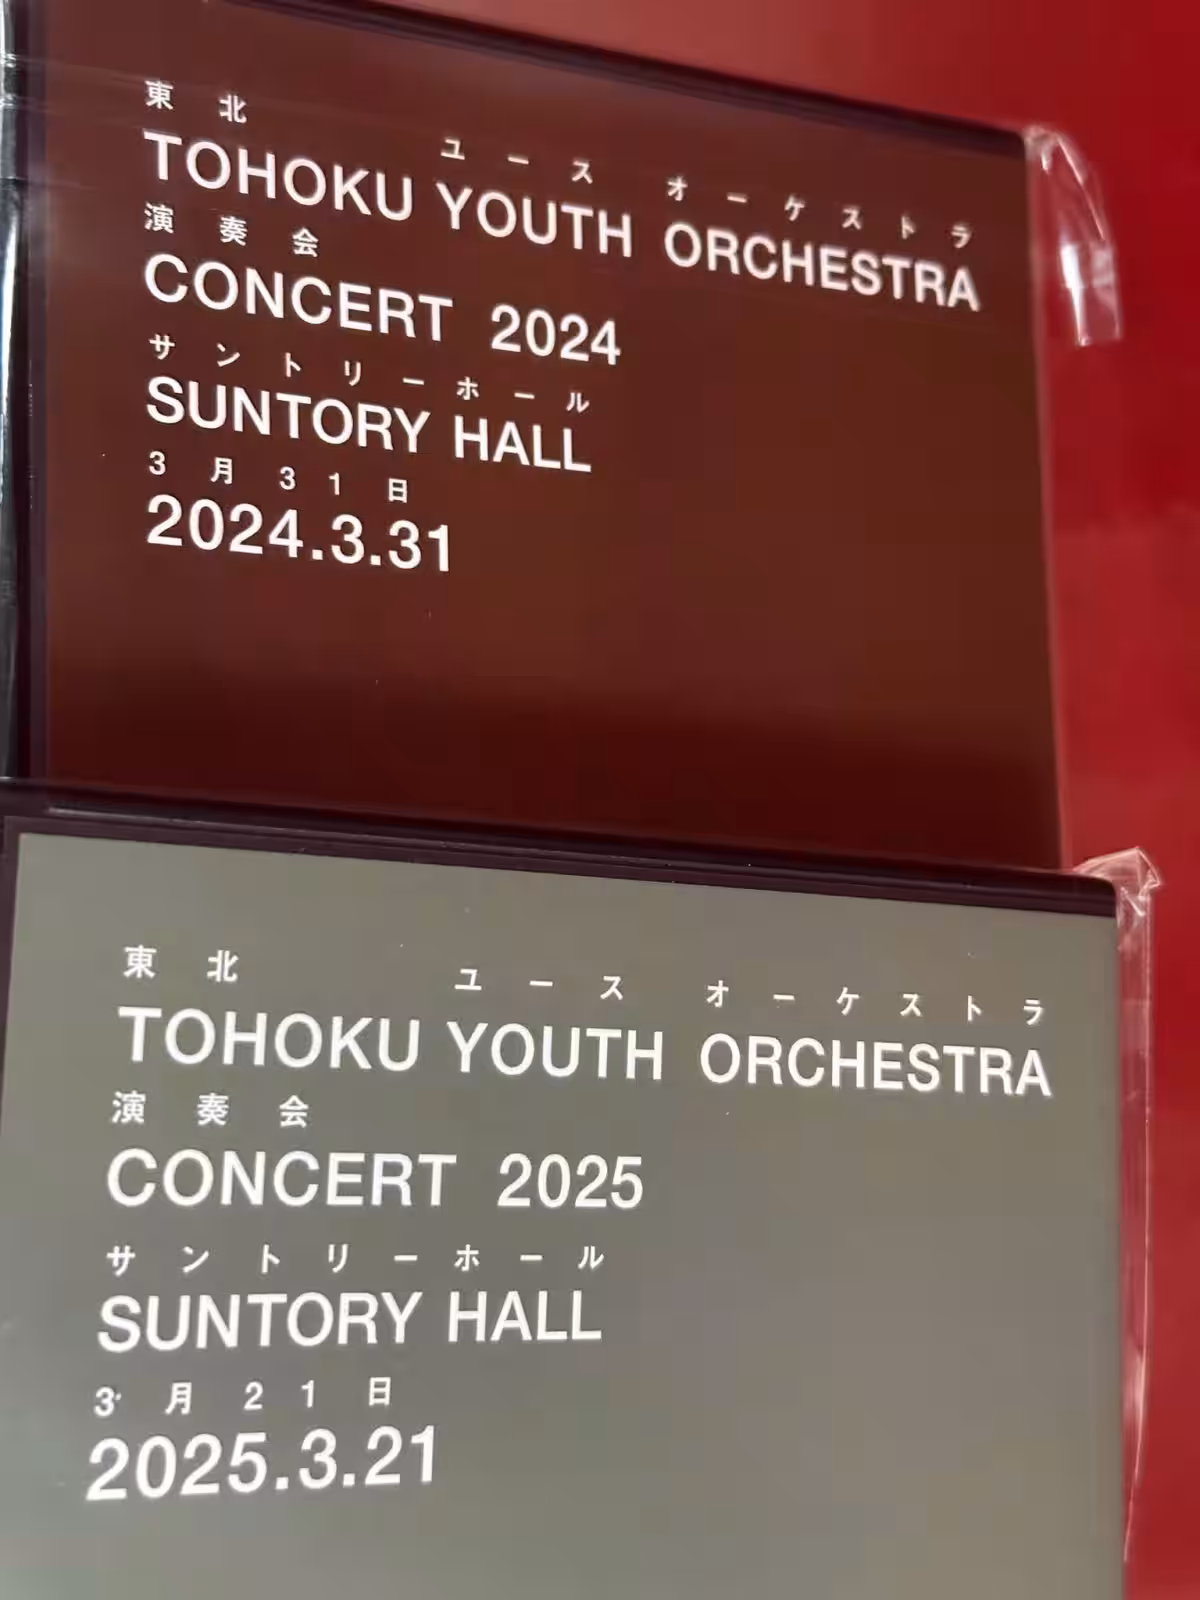 東北 ユース オーケストラ
TOHOKU YOUTH ORCHESTRA
演奏会
CONCERT 2024
サントリーホール
SUNTORY HALL
3月31日
2024.3.31
東北 ユース オーケストラ
TOHOKU YOUTH ORCHESTRA
演奏会
CONCERT 2025
サントリーホール
SUNTORY HALL
3月21日
2025.3.21